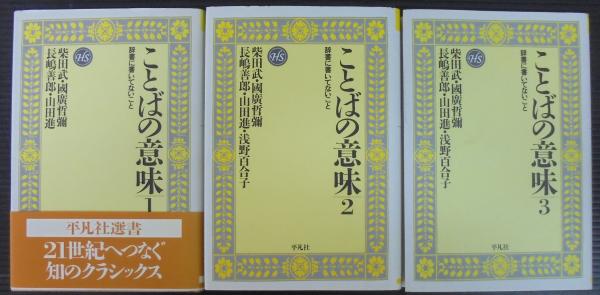 ことばの意味1
辞書に書いてないこと
柴田武・國廣哲彌
長嶋善郎・山田進
HS
平凡社選書
21世紀へつなぐ
知のクラシックス
ことばの意味2
辞書に書いてないこと
柴田武・國廣哲彌
長嶋善郎・山田進・浅野百合子
HS
平凡社
ことばの意味3
辞書に書いてないこと
柴田武・國廣哲彌
長嶋善郎・山田進・浅野百合子
HS
平凡社